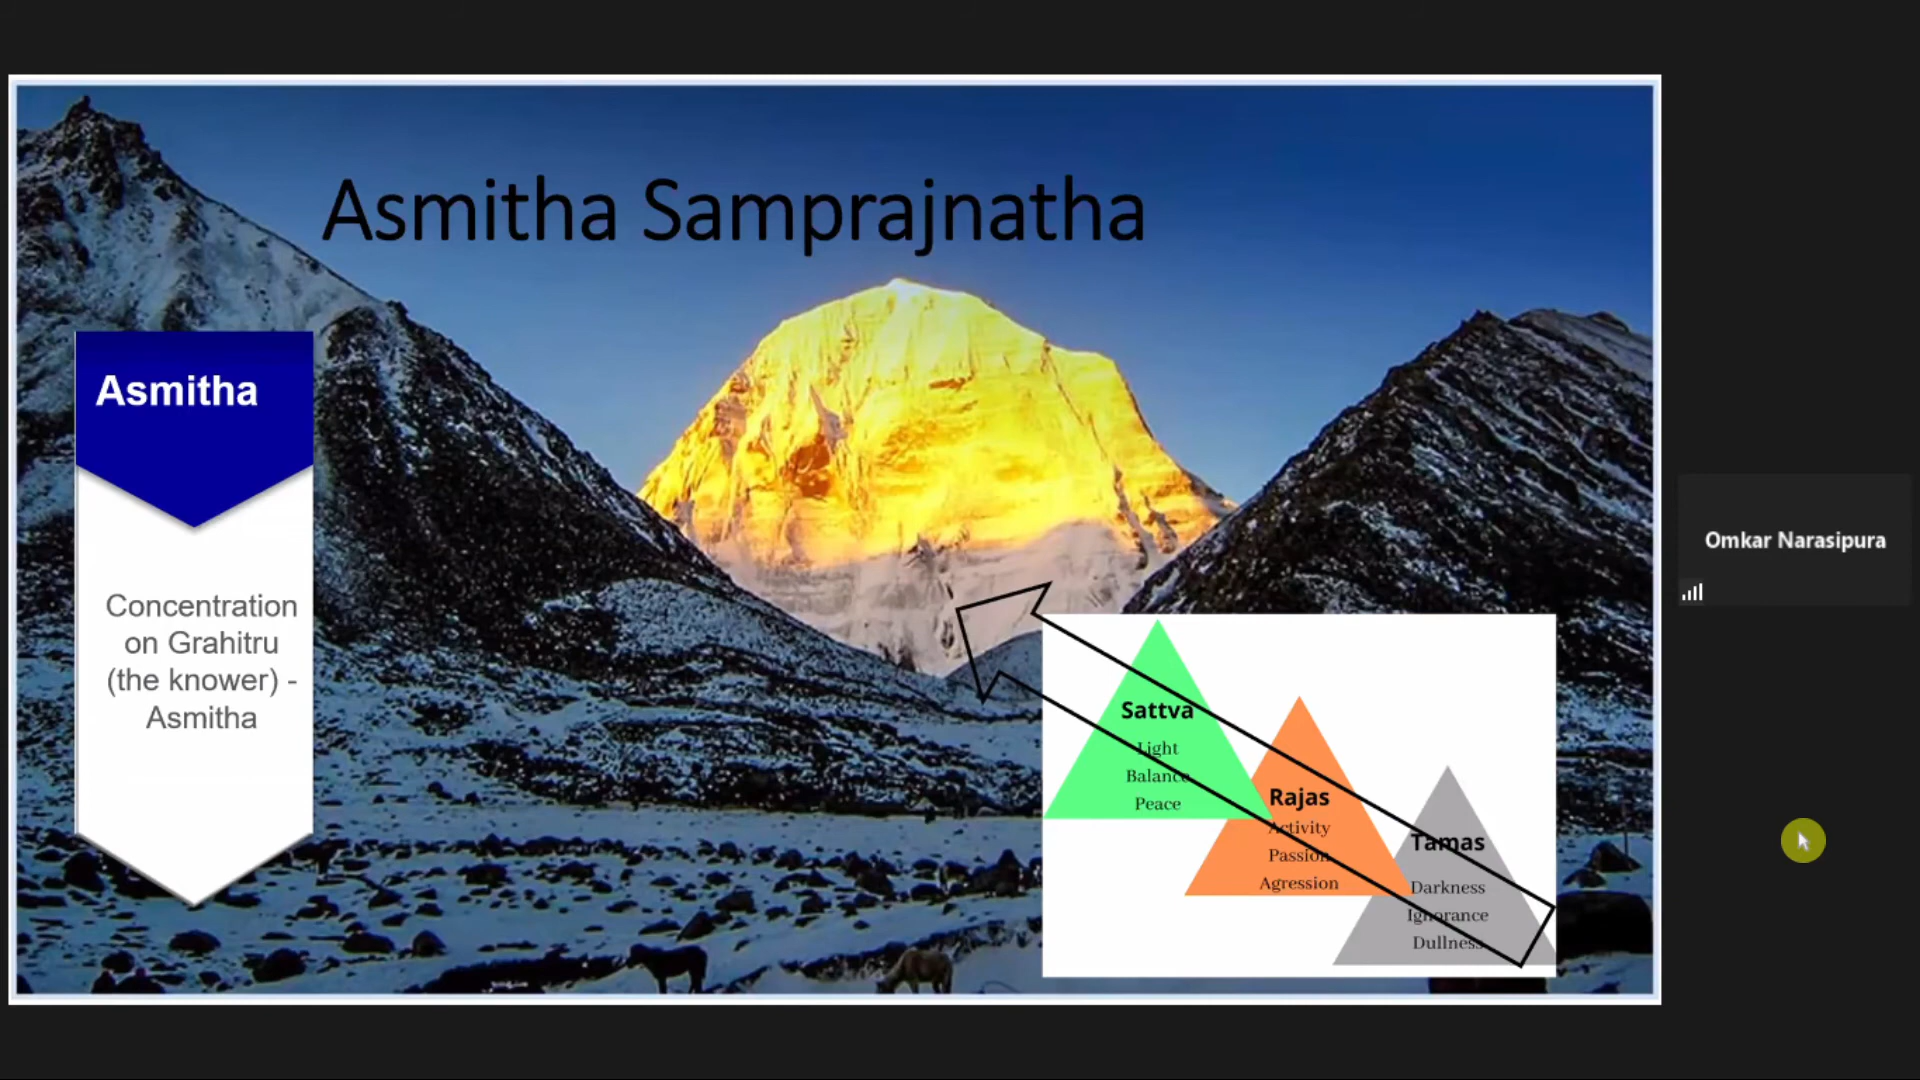 Asmitha Samprajnatha
Asmitha
Concentration
on Grahitru
(the knower) -
Asmitha
Sattva
Light
Balance
Peace
Rajas
Activity
Passion
Agression
Tamas
Darkness
Ignorance
Dullness
Omkar Narasipura